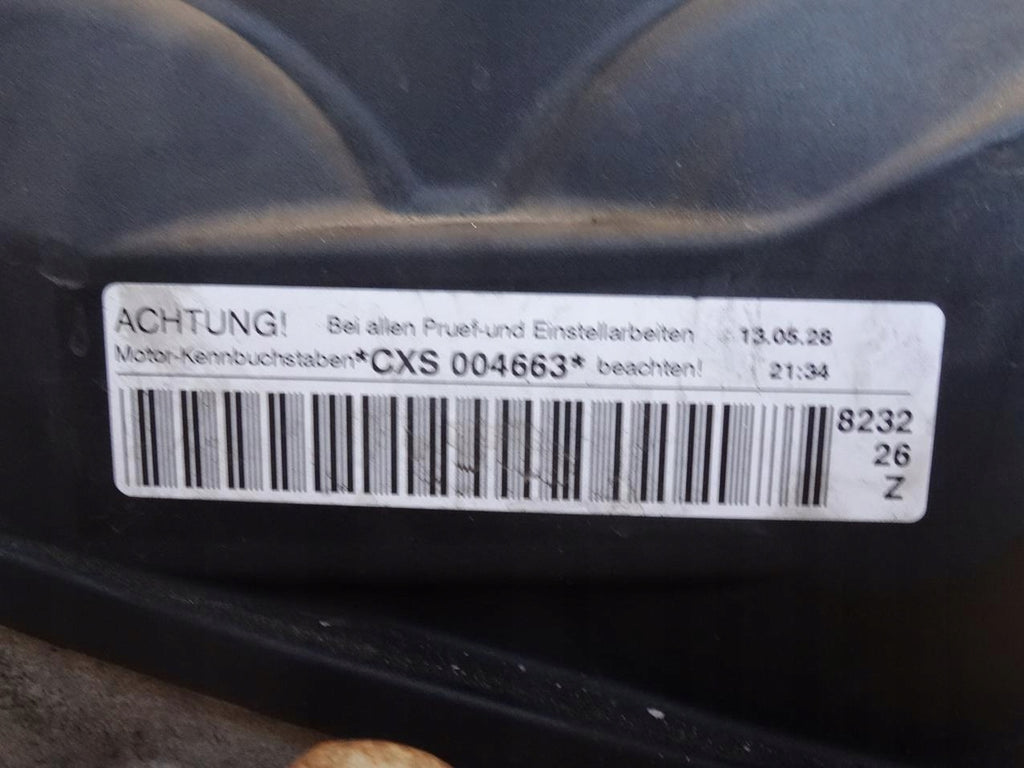 ACHTUNG! Bei allen Pruef-und Einstellarbeiten 13.05.28
Motor-Kennbuchstaben*CXS 004663* beachten! 21:34
8232
26
Z